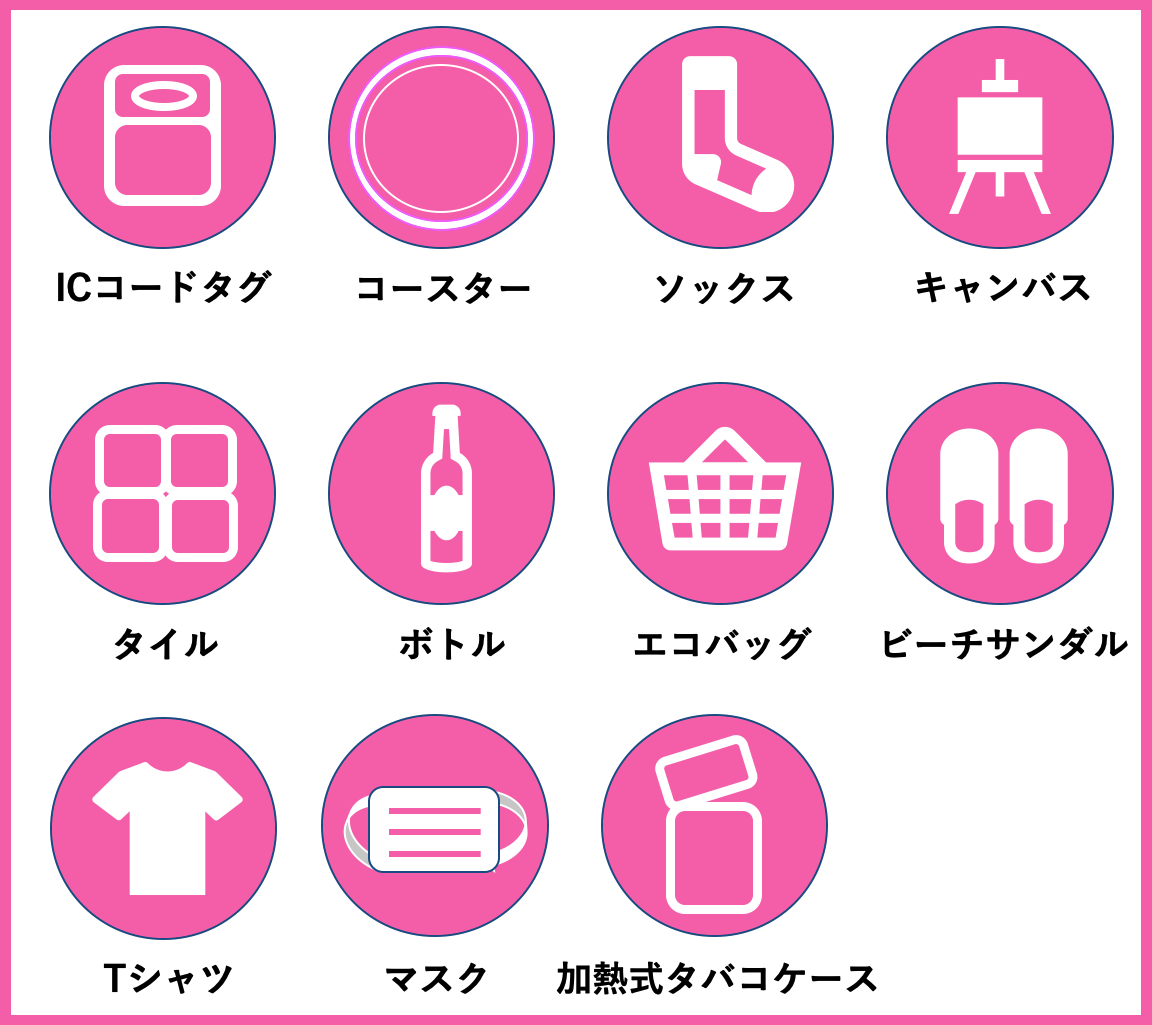 ICコードタグ
コースター
ソックス
キャンバス
タイル
ボトル
エコバッグ
ビーチサンダル
Tシャツ
マスク
加熱式タバコケース